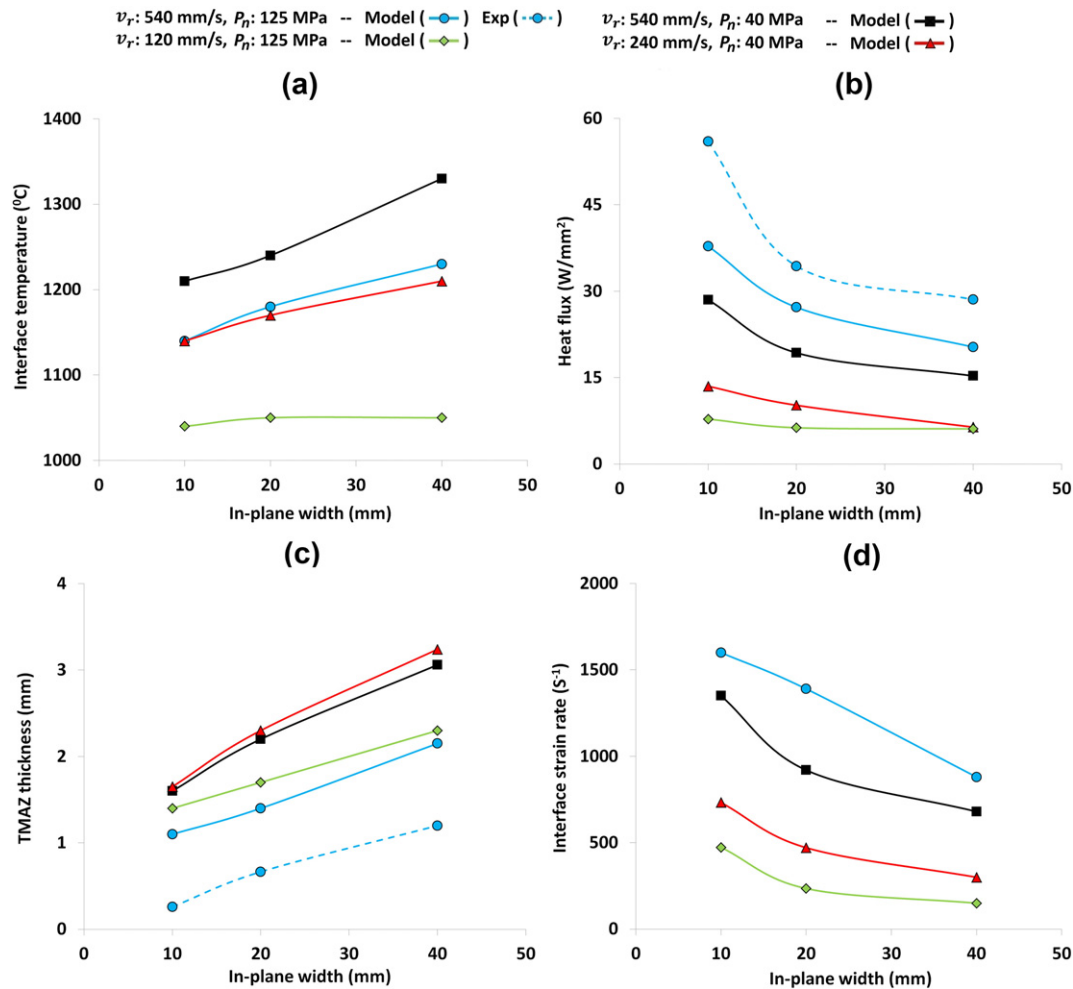 𝑣ᵣ: 540 mm/s, Pₙ: 125 MPa -- Model ( ) Exp ( )
𝑣ᵣ: 120 mm/s, Pₙ: 125 MPa -- Model ( )
𝑣ᵣ: 540 mm/s, Pₙ: 40 MPa -- Model ( )
𝑣ᵣ: 240 mm/s, Pₙ: 40 MPa -- Model ( )
(a)
Interface temperature (⁰C)
1400
1300
1200
1100
1000
0 10 20 30 40 50
In-plane width (mm)
(b)
Heat flux (W/mm²)
60
45
30
15
0
0 10 20 30 40 50
In-plane width (mm)
(c)
TMAZ thickness (mm)
4
3
2
1
0
0 10 20 30 40 50
In-plane width (mm)
(d)
Interface strain rate (S⁻¹)
2000
1500
1000
500
0
0 10 20 30 40 50
In-plane width (mm)